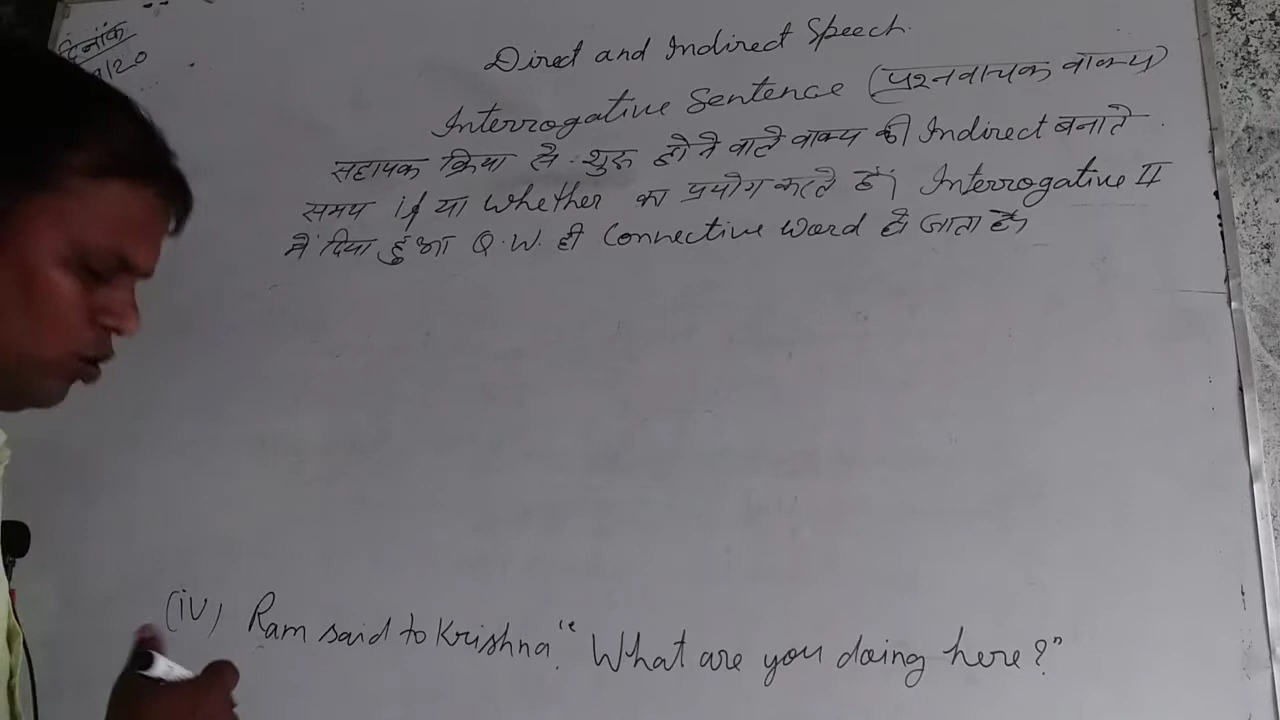 दिनांक
/20
Direct and Indirect Speech.
Interrogative Sentence (प्रश्नवाचक वाक्य)
सहायक क्रिया से शुरू होने वाले वाक्य की Indirect बनाते
समय if या whether का प्रयोग करते हैं। Interrogative II
में दिया हुआ Q.W. ही Connective word हो जाता है।
(iv) Ram said to Krishna. "What are you doing here?"